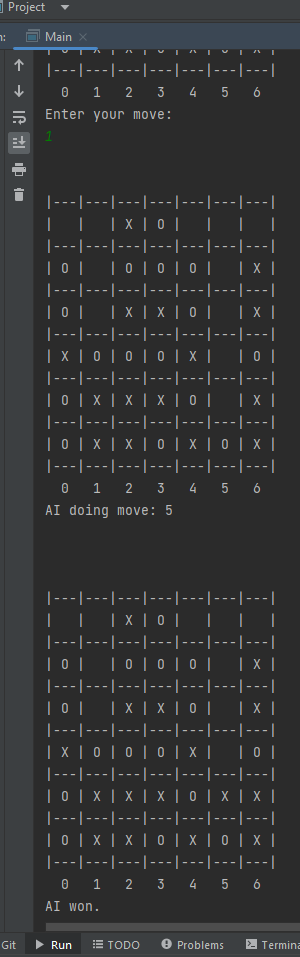 Project
n: Main ×
|---|---|---|---|---|---|---|
0 1 2 3 4 5 6
Enter your move:
1
|---|---|---|---|---|---|---|
|   |   | X | O |   |   |   |
|---|---|---|---|---|---|---|
| O |   | O | O | O |   | X |
|---|---|---|---|---|---|---|
| O |   | X | X | O |   | X |
|---|---|---|---|---|---|---|
| X | O | O | O | X |   | O |
|---|---|---|---|---|---|---|
| O | X | X | X | O |   | X |
|---|---|---|---|---|---|---|
| O | X | X | O | X | O | X |
|---|---|---|---|---|---|---|
0 1 2 3 4 5 6
AI doing move: 5
|---|---|---|---|---|---|---|
|   |   | X | O |   |   |   |
|---|---|---|---|---|---|---|
| O |   | O | O | O |   | X |
|---|---|---|---|---|---|---|
| O |   | X | X | O |   | X |
|---|---|---|---|---|---|---|
| X | O | O | O | X |   | O |
|---|---|---|---|---|---|---|
| O | X | X | X | O | X | X |
|---|---|---|---|---|---|---|
| O | X | X | O | X | O | X |
|---|---|---|---|---|---|---|
0 1 2 3 4 5 6
AI won.
Git Run TODO Problems Termina